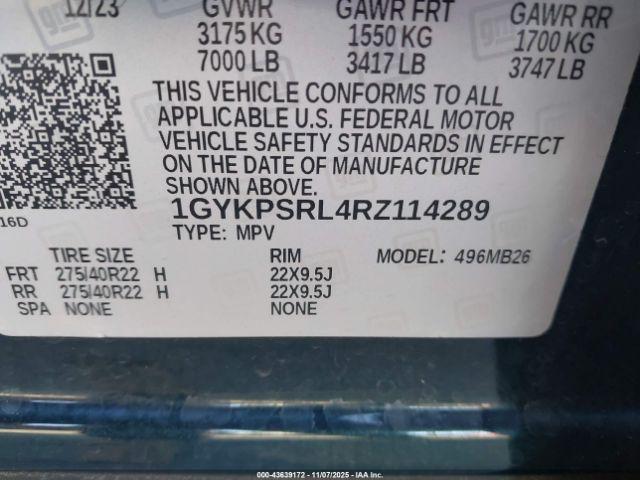 12/23 GVWR GAWR FRT GAWR RR
3175 KG 1550 KG 1700 KG
7000 LB 3417 LB 3747 LB
THIS VEHICLE CONFORMS TO ALL
APPLICABLE U.S. FEDERAL MOTOR
VEHICLE SAFETY STANDARDS IN EFFECT
ON THE DATE OF MANUFACTURE
SHOWN ABOVE.
1GYKPSRL4RZ114289
16D
TYPE: MPV
TIRE SIZE RIM MODEL: 496MB26
FRT 275/40R22 H 22X9.5J
RR 275/40R22 H 22X9.5J
SPA NONE NONE
gm
000-43639172 - 11/07/2025 - IAAI.CA